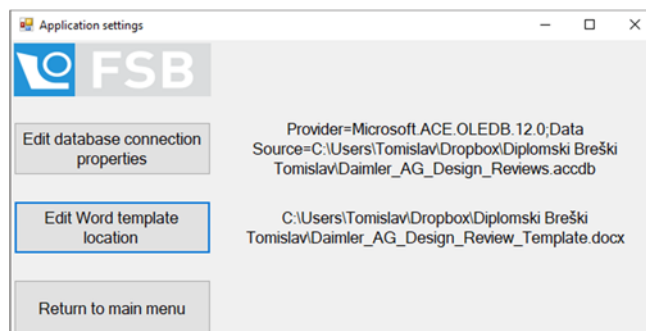 Application settings
FSB
Edit database connection
properties
Provider=Microsoft.ACE.OLEDB.12.0;Data
Source=C:\Users\Tomislav\Dropbox\Diplomski Breški
Tomislav\Daimler_AG_Design_Reviews.accdb
Edit Word template
location
C:\Users\Tomislav\Dropbox\Diplomski Breški
Tomislav\Daimler_AG_Design_Review_Template.docx
Return to main menu